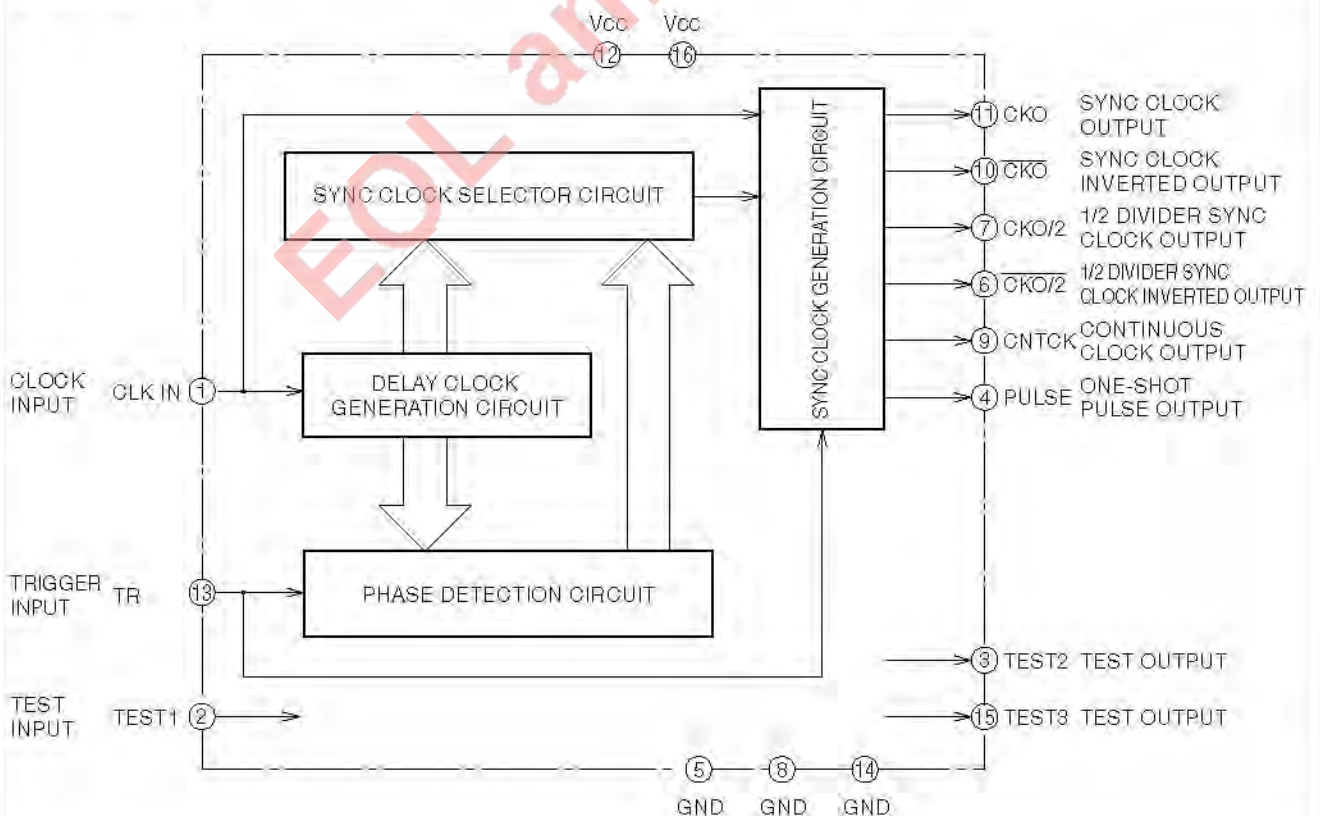 Vcc Vcc
12 16
SYNC CLOCK GENERATION CIRCUIT
11 CKO SYNC CLOCK
OUTPUT
10 C̅K̅O̅ SYNC CLOCK
INVERTED OUTPUT
SYNC CLOCK SELECTOR CIRCUIT
7 CKO/2 1/2 DIVIDER SYNC
CLOCK OUTPUT
6 C̅K̅O̅/̅2̅ 1/2 DIVIDER SYNC
CLOCK INVERTED OUTPUT
9 CNTCK CONTINUOUS
CLOCK OUTPUT
CLOCK
INPUT
CLK IN 1
DELAY CLOCK
GENERATION CIRCUIT
4 PULSE ONE-SHOT
PULSE OUTPUT
TRIGGER
INPUT
TR 13
PHASE DETECTION CIRCUIT
3 TEST2 TEST OUTPUT
TEST
INPUT
TEST1 2
15 TEST3 TEST OUTPUT
5 8 14
GND GND GND
EOL